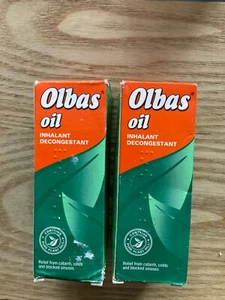 Olbas®
oil
INHALANT
DECONGESTANT
Relief from catarrh, colds
and blocked sinuses.
Olbas®
oil
INHALANT
DECONGESTANT
Relief from catarrh, colds
and blocked sinuses.